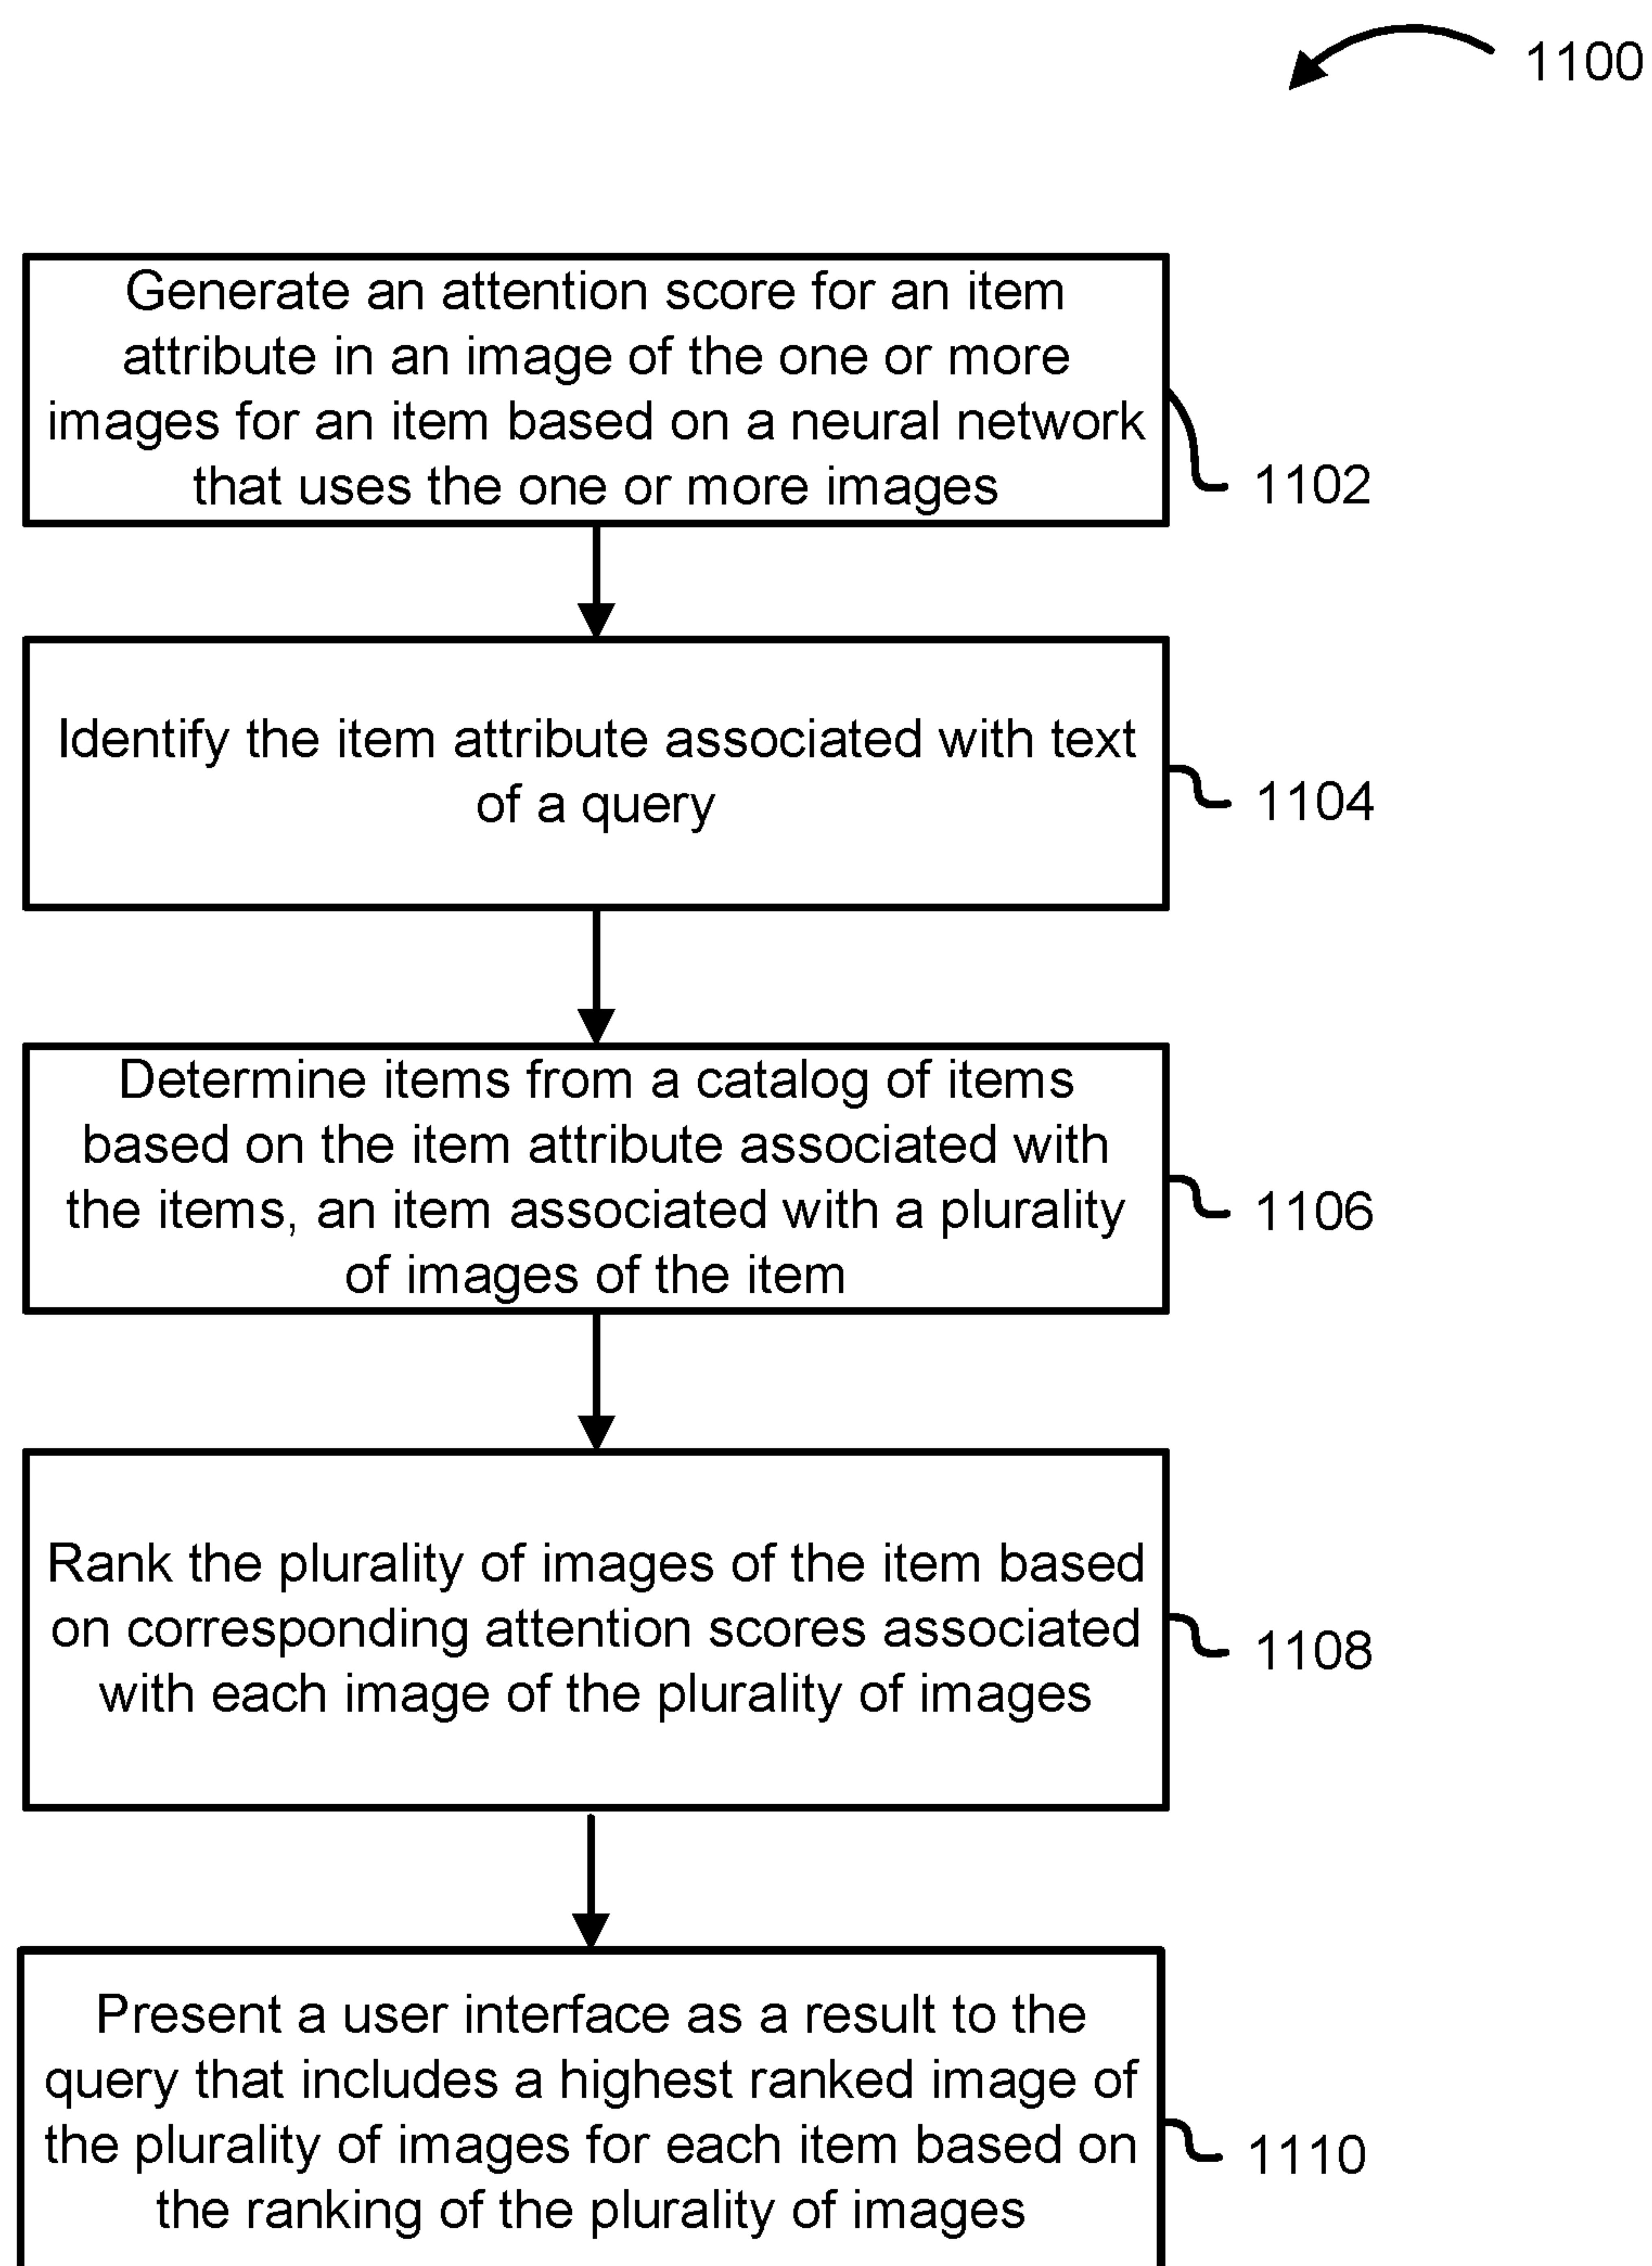 1100
Generate an attention score for an item
attribute in an image of the one or more
images for an item based on a neural network
that uses the one or more images
1102
Identify the item attribute associated with text
of a query
1104
Determine items from a catalog of items
based on the item attribute associated with
the items, an item associated with a plurality
of images of the item
1106
Rank the plurality of images of the item based
on corresponding attention scores associated
with each image of the plurality of images
1108
Present a user interface as a result to the
query that includes a highest ranked image of
the plurality of images for each item based on
the ranking of the plurality of images
1110